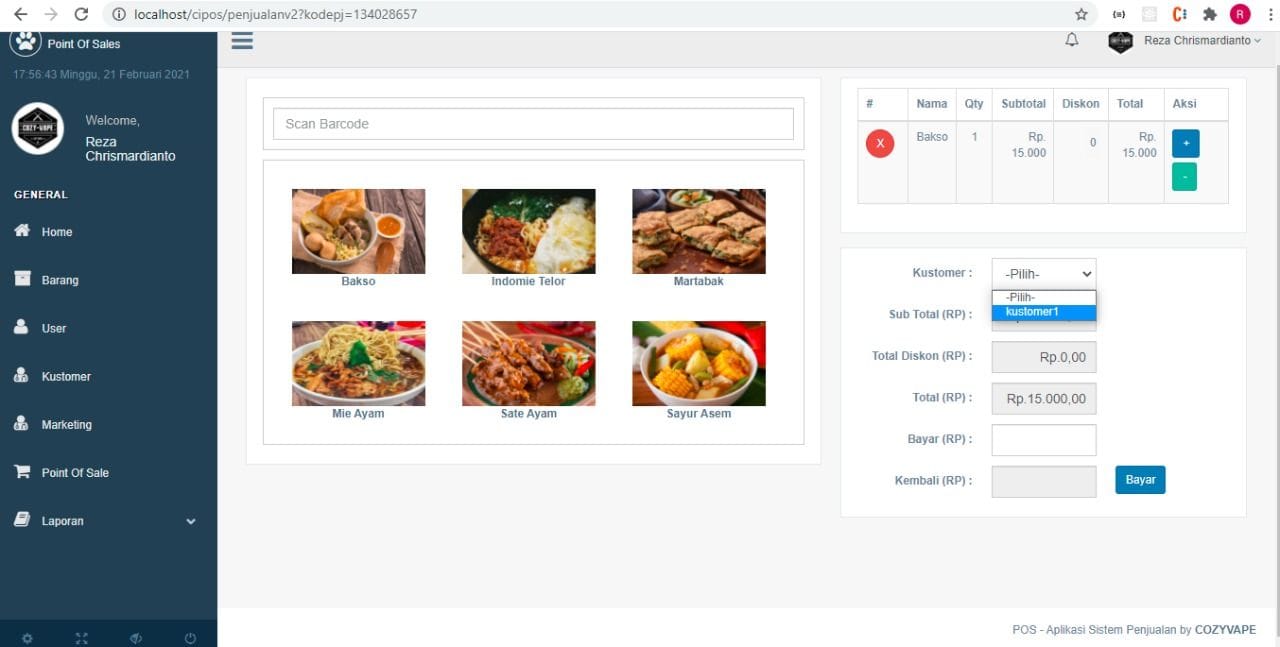 localhost/cipos/penjualanv2?kodepj=134028657
R
Point Of Sales
17:56:43 Minggu, 21 Februari 2021
COZY-VAPE
Welcome,
Reza
Chrismardianto
GENERAL
Home
Barang
User
Kustomer
Marketing
Point Of Sale
Laporan
Reza Chrismardianto
Scan Barcode
Bakso
Indomie Telor
Martabak
Mie Ayam
Sate Ayam
Sayur Asem
# Nama Qty Subtotal Diskon Total Aksi
X Bakso 1 Rp. 15.000 0 Rp. 15.000 +
-
Kustomer : -Pilih-
-Pilih-
kustomer1
Sub Total (RP) :
Total Diskon (RP) : Rp.0,00
Total (RP) : Rp.15.000,00
Bayar (RP) :
Kembali (RP) : Bayar
POS - Aplikasi Sistem Penjualan by COZYVAPE